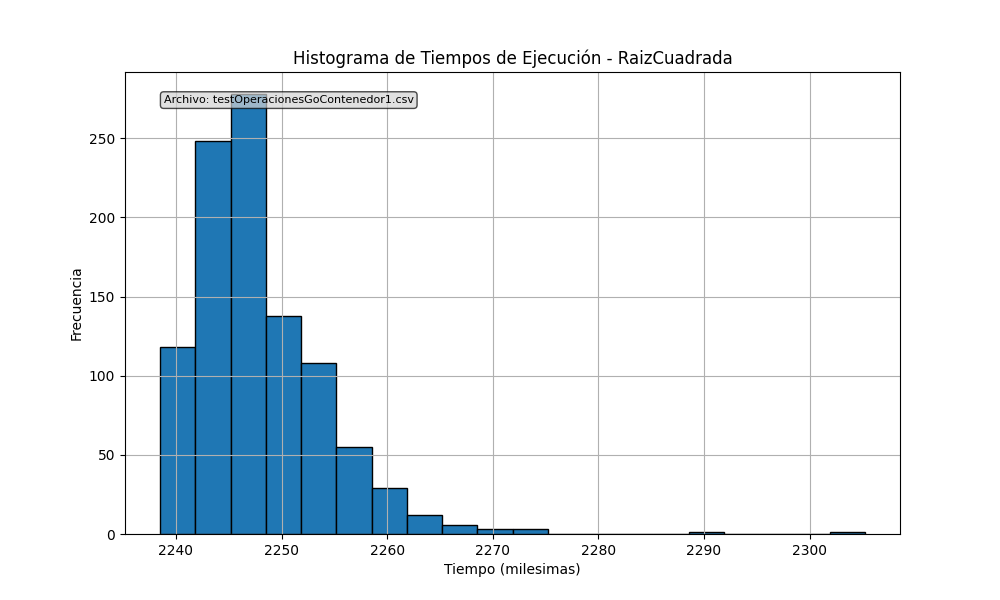 Histograma de Tiempos de Ejecución - RaizCuadrada
Archivo: testOperacionesGoContenedor1.csv
250
200
150
100
50
0
Frecuencia
2240 2250 2260 2270 2280 2290 2300
Tiempo (milesimas)